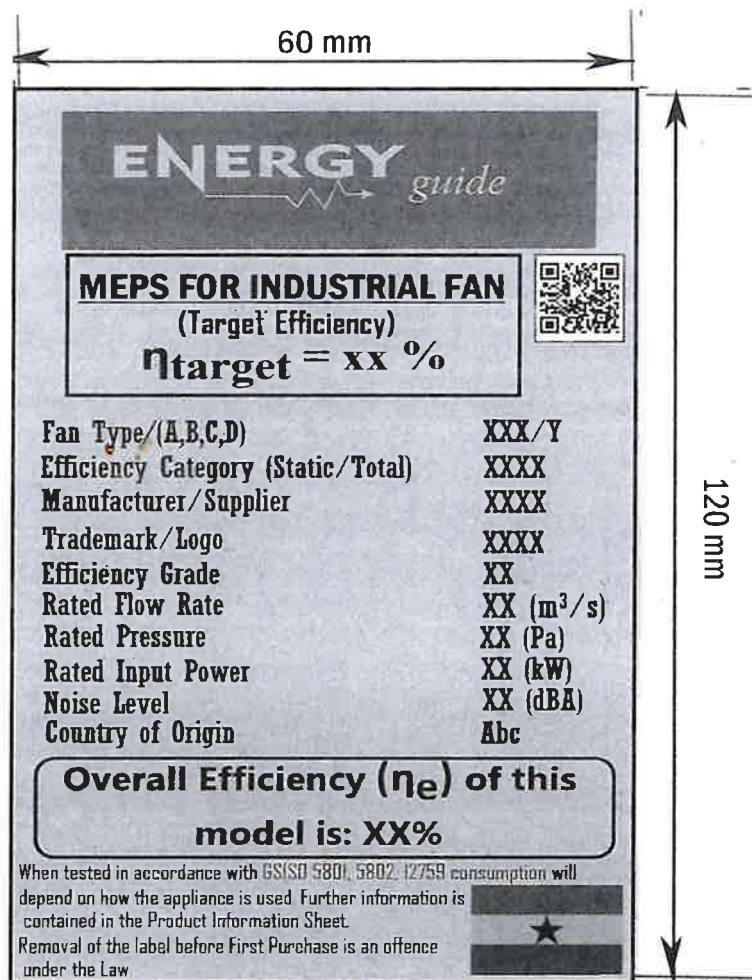 60 mm
ENERGY guide
MEPS FOR INDUSTRIAL FAN
(Target Efficiency)
ηtarget = xx %
Fan Type/(A,B,C,D) XXX/Y
Efficiency Category (Static/Total) XXXX
Manufacturer/Supplier XXXX
Trademark/Logo XXXX
Efficiency Grade XX
Rated Flow Rate XX (m³/s)
Rated Pressure XX (Pa)
Rated Input Power XX (kW)
Noise Level XX (dBA)
Country of Origin Abc
120 mm
Overall Efficiency (ηe) of this
model is: XX%
When tested in accordance with GSISO 5801, 5802, 12759 consumption will
depend on how the appliance is used Further information is
contained in the Product Information Sheet.
Removal of the label before First Purchase is an offence
under the Law